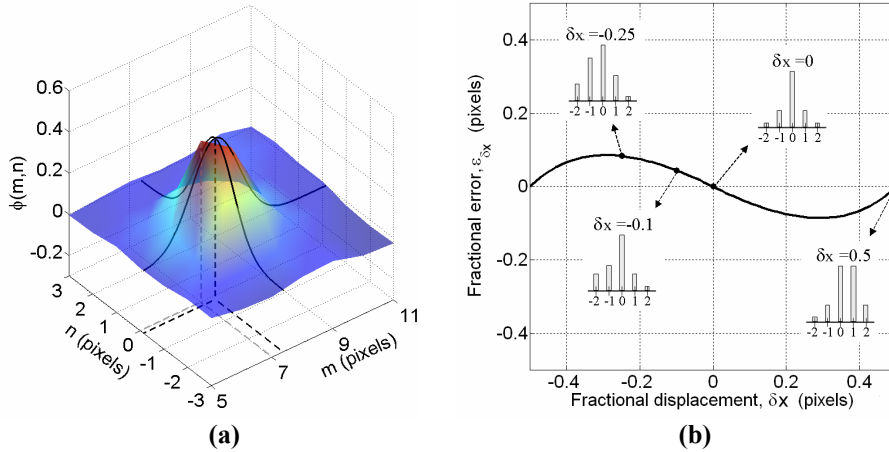 0.6
0.4
0.2
0
-0.2
ϕ(m,n)
3
2
1
0
-1
-2
-3
n (pixels)
5
7
9
11
m (pixels)
(a)
0.4
0.2
0
-0.2
-0.4
Fractional error, ε_δx (pixels)
δx =-0.25
-2 -1 0 1 2
δx =0
-2 -1 0 1 2
δx =-0.1
-2 -1 0 1 2
δx =0.5
-2 -1 0 1 2
-0.4 -0.2 0 0.2 0.4
Fractional displacement, δx (pixels)
(b)